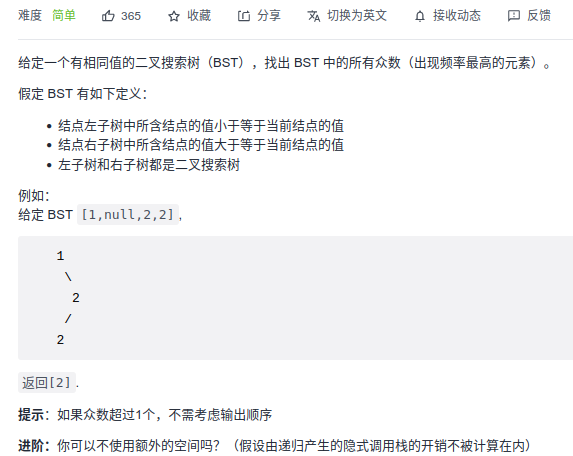 难度 简单 365 收藏 分享 切换为英文 接收动态 反馈
给定一个有相同值的二叉搜索树（BST），找出 BST 中的所有众数（出现频率最高的元素）。
假定 BST 有如下定义：
• 结点左子树中所含结点的值小于等于当前结点的值
• 结点右子树中所含结点的值大于等于当前结点的值
• 左子树和右子树都是二叉搜索树
例如：
给定 BST [1,null,2,2],
1
\
2
/
2
返回[2].
提示：如果众数超过1个，不需考虑输出顺序
进阶：你可以不使用额外的空间吗？（假设由递归产生的隐式调用栈的开销不被计算在内）